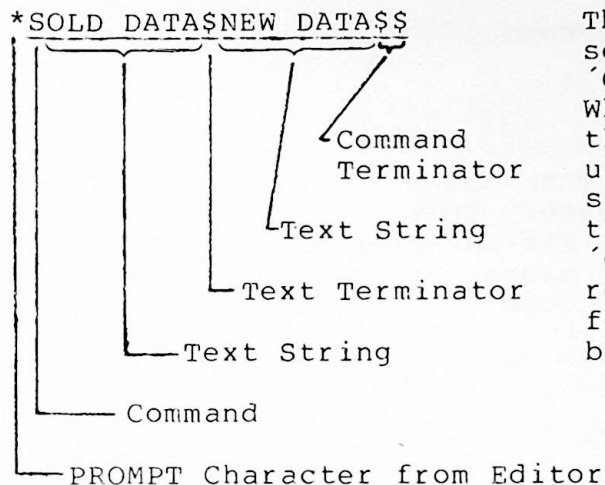 *SOLD DATA$NEW DATA$$
Command
Terminator
Text String
Text Terminator
Text String
Command
PROMPT Character from Editor